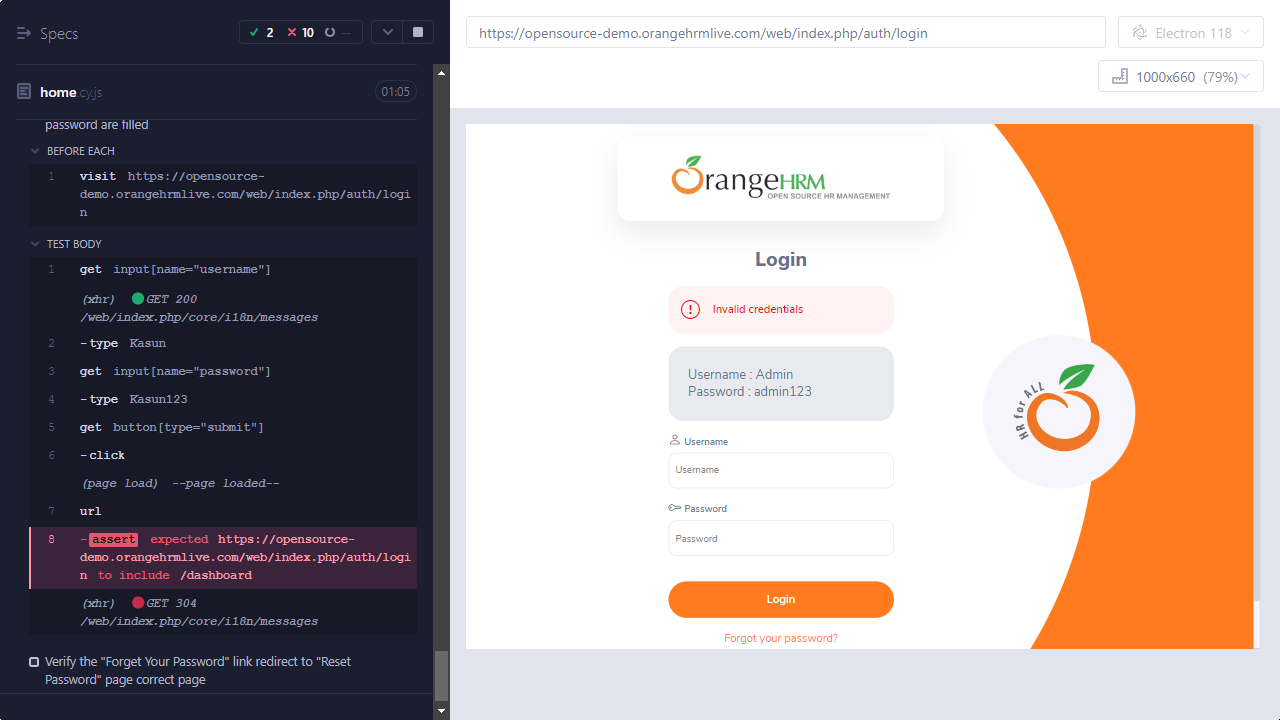 Specs
2
10
--
home.cy.js
01:05
password are filled
BEFORE EACH
1 visit https://opensource-
demo.orangehrmlive.com/web/index.php/auth/logi
n
TEST BODY
1 get input[name="username"]
(xhr) GET 200
/web/index.php/core/i18n/messages
2 -type Kasun
3 get input[name="password"]
4 -type Kasun123
5 get button[type="submit"]
6 -click
(page load) --page loaded--
7 url
8 -assert expected https://opensource-
demo.orangehrmlive.com/web/index.php/auth/logi
n to include /dashboard
(xhr) GET 304
/web/index.php/core/i18n/messages
Verify the "Forget Your Password" link redirect to "Reset
Password" page correct page
https://opensource-demo.orangehrmlive.com/web/index.php/auth/login
Electron 118
1000x660 (79%)
OrangeHRM
OPEN SOURCE HR MANAGEMENT
Login
Invalid credentials
Username : Admin
Password : admin123
Username
Username
Password
Password
Login
Forgot your password?
HR for ALL